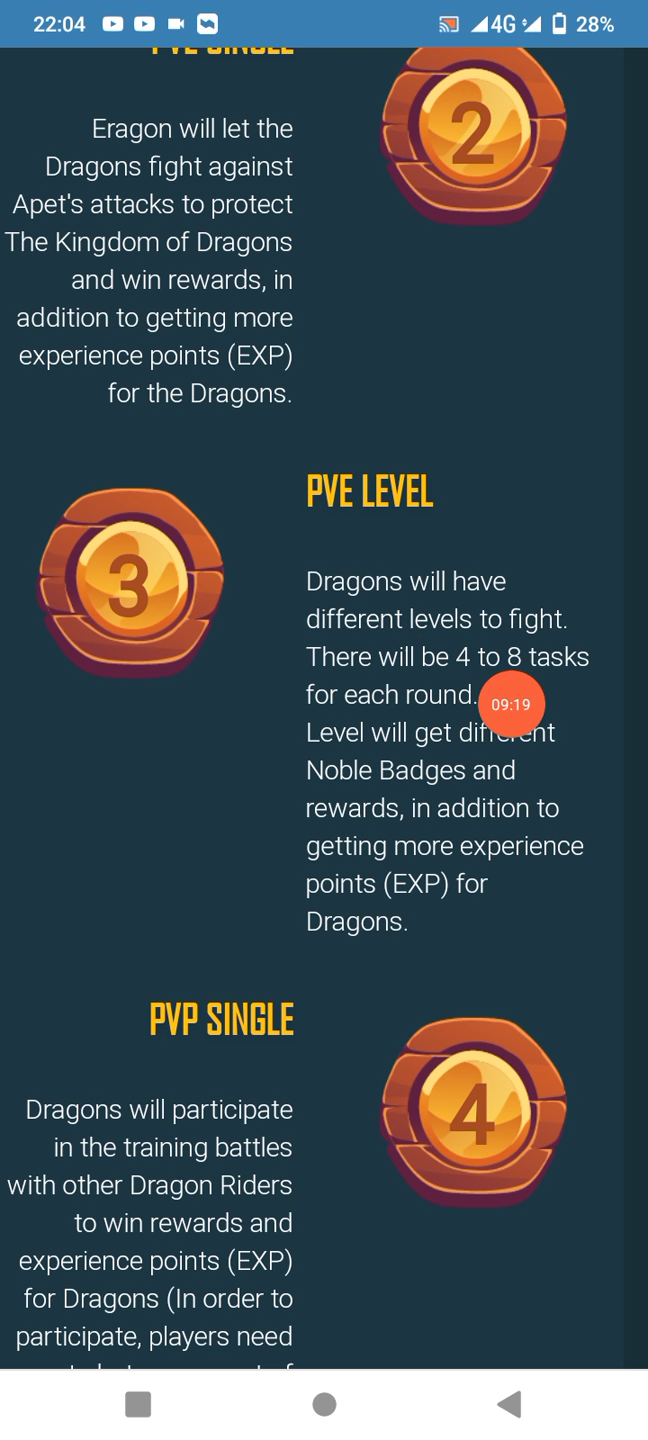 22:04
4G
28%
PVE SINGLE
2
Eragon will let the
Dragons fight against
Apet's attacks to protect
The Kingdom of Dragons
and win rewards, in
addition to getting more
experience points (EXP)
for the Dragons.
3
PVE LEVEL
Dragons will have
different levels to fight.
There will be 4 to 8 tasks
for each round.
09:19
Level will get different
Noble Badges and
rewards, in addition to
getting more experience
points (EXP) for
Dragons.
PVP SINGLE
4
Dragons will participate
in the training battles
with other Dragon Riders
to win rewards and
experience points (EXP)
for Dragons (In order to
participate, players need